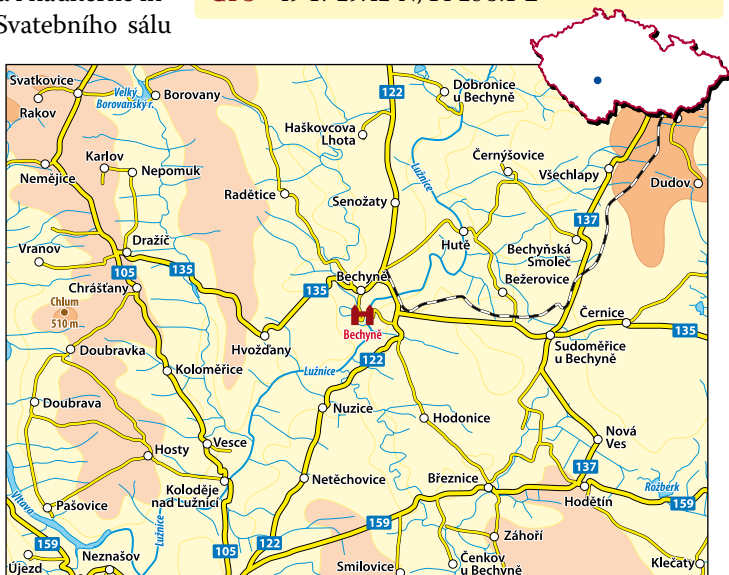 Svatebního sálu
Svatkovice
Rakov
Velký
Borovanský r.
Borovany
122
Dobronice
u Bechyně
Haškovcova
Lhota
Karlov
Nepomuk
Nemějice
Lužnice
Černýšovice
Všechlapy
Dudov
Radětice
Senožaty
137
Vranov
Dražíč
Hutě
Bechyňská
Smoleč
105
135
Chrášťany
135
Bechyně
Bežerovice
Chlum
510 m
Bechyně
Černice
135
Hvožďany
122
Sudoměřice
u Bechyně
Doubravka
Koloměřice
Lužnice
Doubrava
Nuzice
Hodonice
Nová
Ves
Hosty
Vesce
137
Netěchovice
Březnice
Rožberk
Koloděje
nad Lužnicí
Hodětín
159
Vltava
Pašovice
Lužnice
159
Záhoří
159
Neznašov
105
122
Čenkov
u Bechyně
Klečaty
Újezd
Smilovice